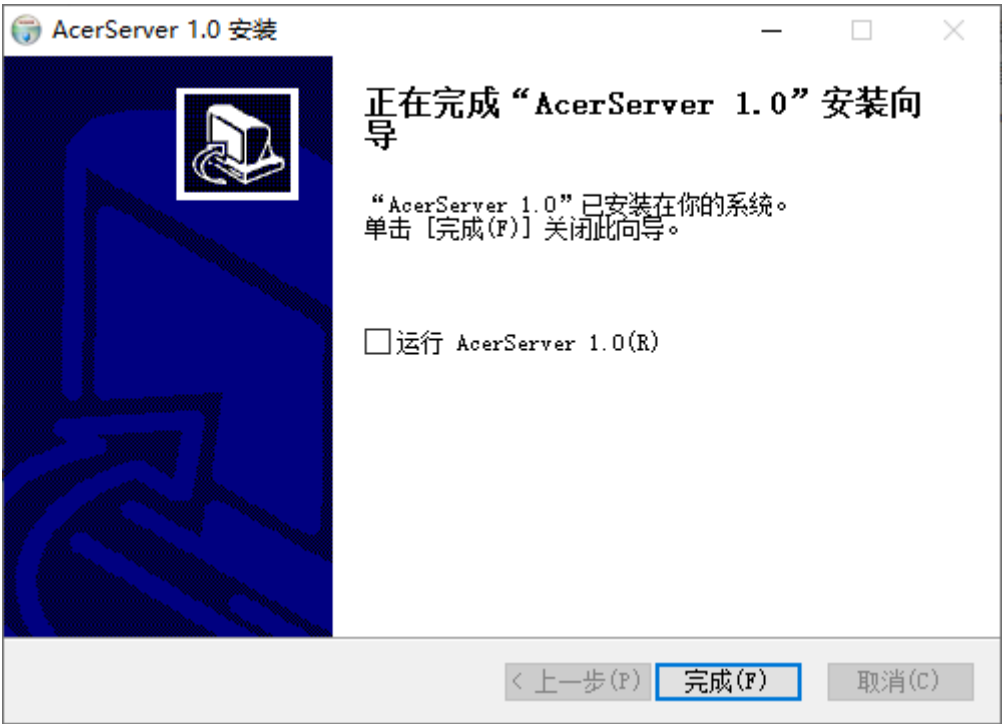 AcerServer 1.0 安装
正在完成“AcerServer 1.0”安装向
导
“AcerServer 1.0”已安装在你的系统。
单击 [完成(F)] 关闭此向导。
运行 AcerServer 1.0(R)
< 上一步(P)
完成(F)
取消(C)